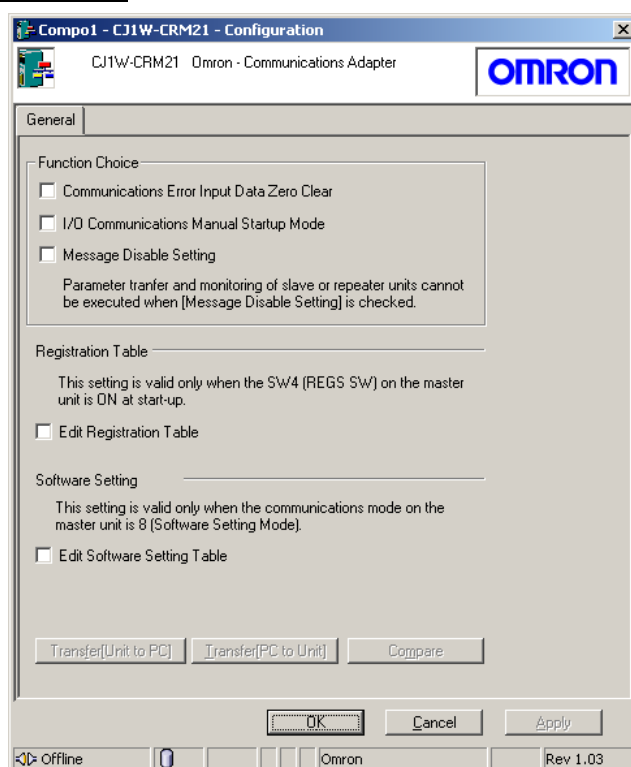 Compo1 - CJ1W-CRM21 - Configuration
CJ1W-CRM21 Omron - Communications Adapter
OMRON
General
Function Choice
Communications Error Input Data Zero Clear
I/O Communications Manual Startup Mode
Message Disable Setting
Parameter tranfer and monitoring of slave or repeater units cannot
be executed when [Message Disable Setting] is checked.
Registration Table
This setting is valid only when the SW4 (REGS SW) on the master
unit is ON at start-up.
Edit Registration Table
Software Setting
This setting is valid only when the communications mode on the
master unit is 8 (Software Setting Mode).
Edit Software Setting Table
Transfer[Unit to PC] Transfer[PC to Unit] Compare
OK Cancel Apply
Offline Omron Rev 1.03